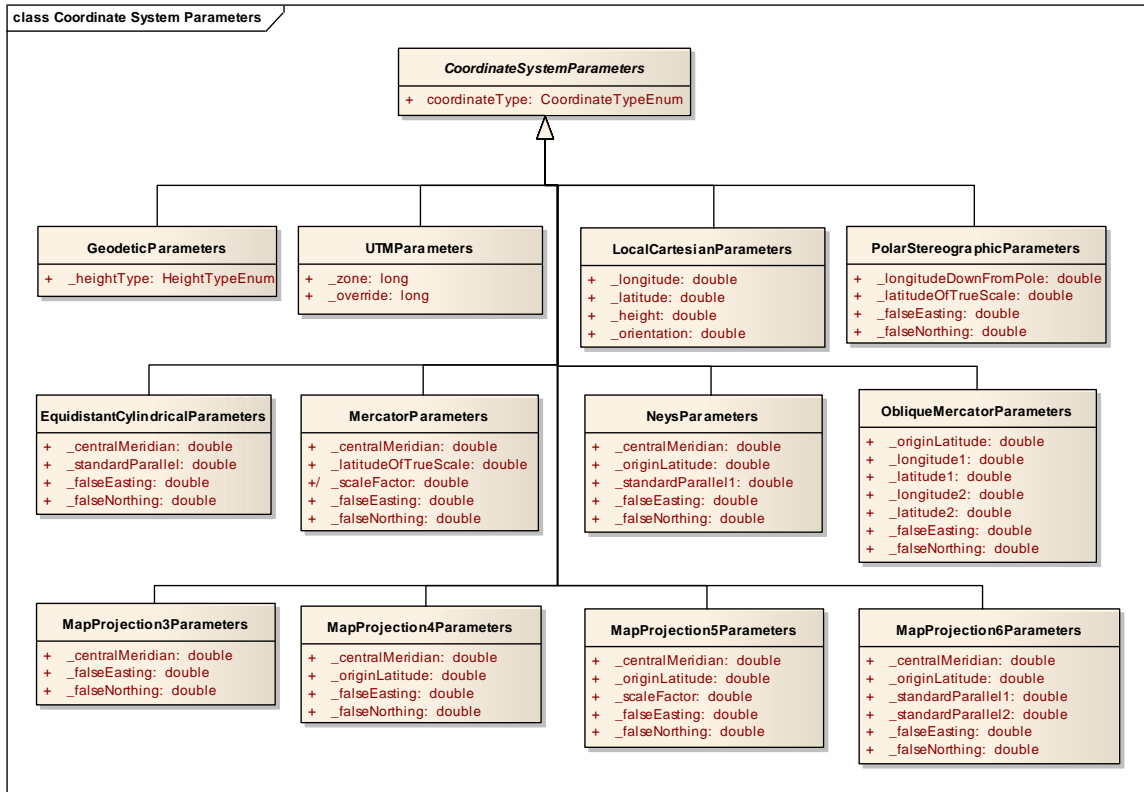 class Coordinate System Parameters
CoordinateSystemParameters
+ coordinateType: CoordinateTypeEnum
GeodeticParameters
+ _heightType: HeightTypeEnum
UTMParameters
+ _zone: long
+ _override: long
LocalCartesianParameters
+ _longitude: double
+ _latitude: double
+ _height: double
+ _orientation: double
PolarStereographicParameters
+ _longitudeDownFromPole: double
+ _latitudeOfTrueScale: double
+ _falseEasting: double
+ _falseNorthing: double
EquidistantCylindricalParameters
+ _centralMeridian: double
+ _standardParallel: double
+ _falseEasting: double
+ _falseNorthing: double
MercatorParameters
+ _centralMeridian: double
+ _latitudeOfTrueScale: double
+/ _scaleFactor: double
+ _falseEasting: double
+ _falseNorthing: double
NeysParameters
+ _centralMeridian: double
+ _originLatitude: double
+ _standardParallel1: double
+ _falseEasting: double
+ _falseNorthing: double
ObliqueMercatorParameters
+ _originLatitude: double
+ _longitude1: double
+ _latitude1: double
+ _longitude2: double
+ _latitude2: double
+ _falseEasting: double
+ _falseNorthing: double
MapProjection3Parameters
+ _centralMeridian: double
+ _falseEasting: double
+ _falseNorthing: double
MapProjection4Parameters
+ _centralMeridian: double
+ _originLatitude: double
+ _falseEasting: double
+ _falseNorthing: double
MapProjection5Parameters
+ _centralMeridian: double
+ _originLatitude: double
+ _scaleFactor: double
+ _falseEasting: double
+ _falseNorthing: double
MapProjection6Parameters
+ _centralMeridian: double
+ _originLatitude: double
+ _standardParallel1: double
+ _standardParallel2: double
+ _falseEasting: double
+ _falseNorthing: double